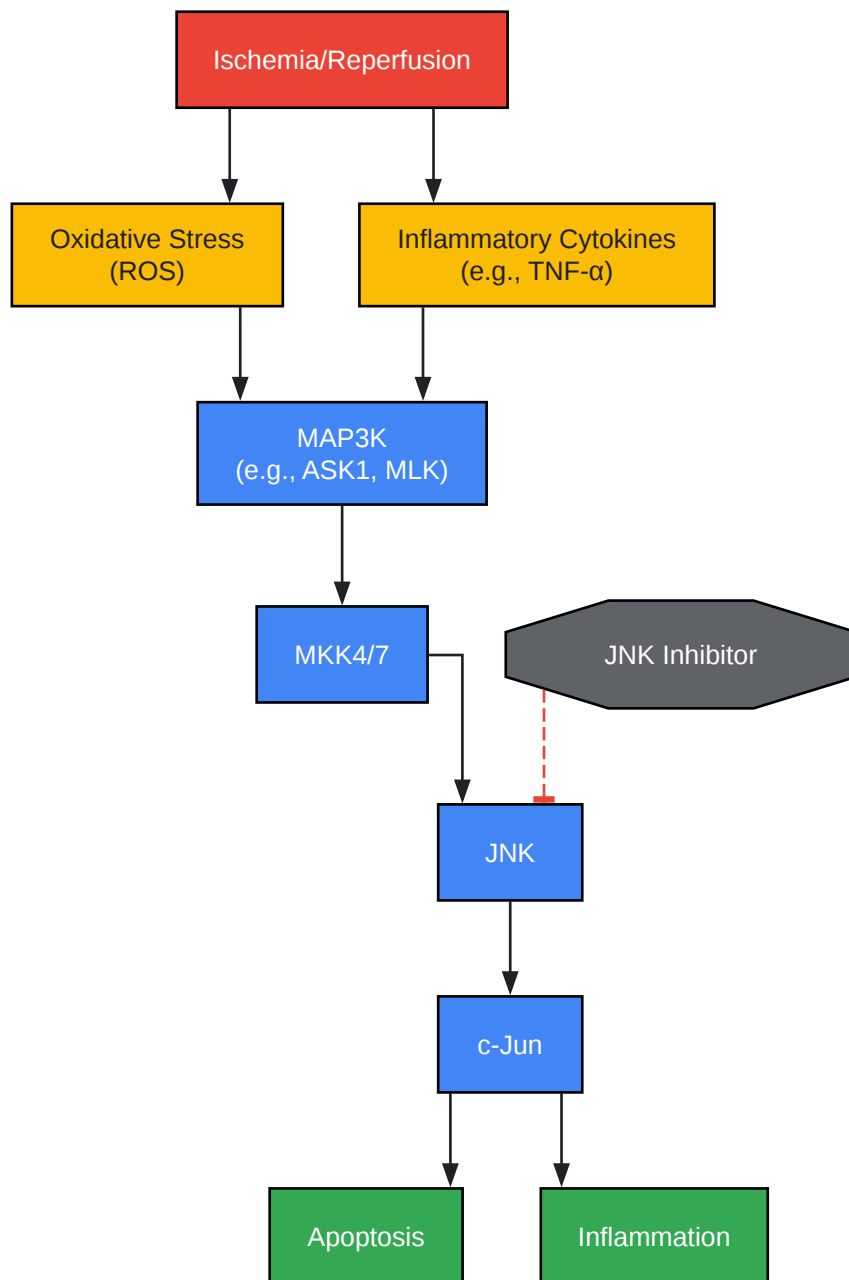 Ischemia/Reperfusion
Oxidative Stress
(ROS)
Inflammatory Cytokines
(e.g., TNF-α)
MAP3K
(e.g., ASK1, MLK)
MKK4/7
JNK Inhibitor
JNK
c-Jun
Apoptosis
Inflammation